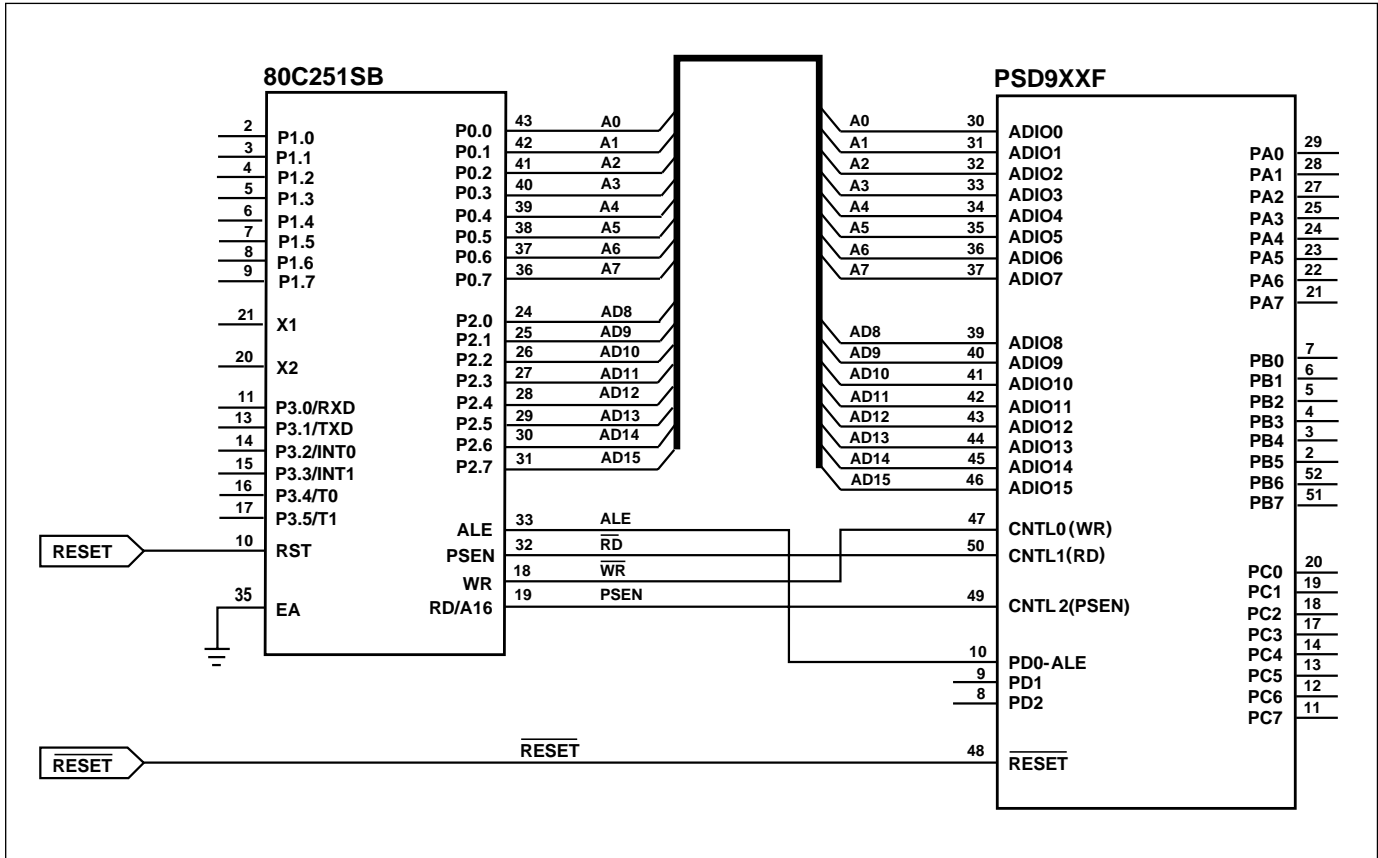 80C251SB
PSD9XXF
2 P1.0
3 P1.1
4 P1.2
5 P1.3
6 P1.4
7 P1.5
8 P1.6
9 P1.7
21 X1
20 X2
11 P3.0/RXD
13 P3.1/TXD
14 P3.2/INT0
15 P3.3/INT1
16 P3.4/T0
17 P3.5/T1
RESET 10 RST
35 EA
P0.0 43 A0
P0.1 42 A1
P0.2 41 A2
P0.3 40 A3
P0.4 39 A4
P0.5 38 A5
P0.6 37 A6
P0.7 36 A7
P2.0 24 AD8
P2.1 25 AD9
P2.2 26 AD10
P2.3 27 AD11
P2.4 28 AD12
P2.5 29 AD13
P2.6 30 AD14
P2.7 31 AD15
ALE 33 ALE
PSEN 32 RD
WR 18 WR
RD/A16 19 PSEN
A0 30 ADIO0
A1 31 ADIO1
A2 32 ADIO2
A3 33 ADIO3
A4 34 ADIO4
A5 35 ADIO5
A6 36 ADIO6
A7 37 ADIO7
AD8 39 ADIO8
AD9 40 ADIO9
AD10 41 ADIO10
AD11 42 ADIO11
AD12 43 ADIO12
AD13 44 ADIO13
AD14 45 ADIO14
AD15 46 ADIO15
47 CNTL0(WR)
50 CNTL1(RD)
49 CNTL2(PSEN)
10 PD0-ALE
9 PD1
8 PD2
RESET RESET 48 RESET
PA0 29
PA1 28
PA2 27
PA3 25
PA4 24
PA5 23
PA6 22
PA7 21
PB0 7
PB1 6
PB2 5
PB3 4
PB4 3
PB5 2
PB6 52
PB7 51
PC0 20
PC1 19
PC2 18
PC3 17
PC4 14
PC5 13
PC6 12
PC7 11